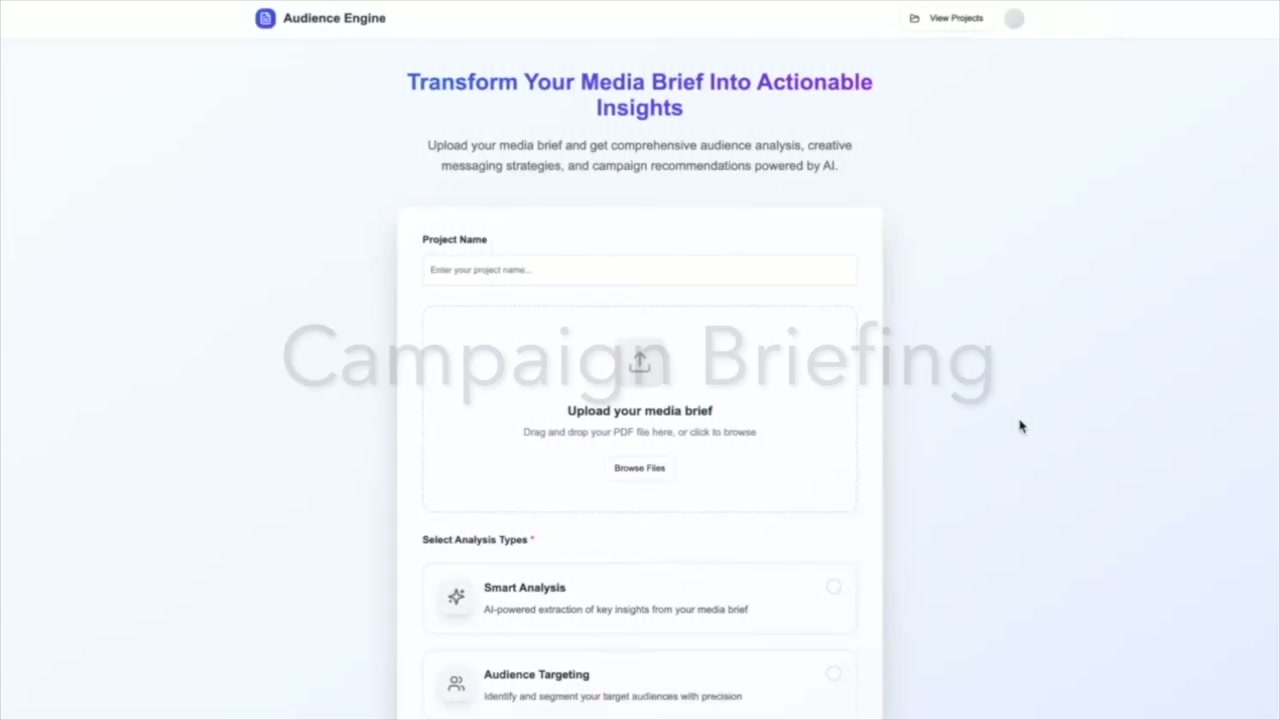 Audience Engine
View Projects
Transform Your Media Brief Into Actionable
Insights
Upload your media brief and get comprehensive audience analysis, creative
messaging strategies, and campaign recommendations powered by AI.
Project Name
Enter your project name...
Campaign Briefing
Upload your media brief
Drag and drop your PDF file here, or click to browse
Browse Files
Select Analysis Types *
Smart Analysis
AI-powered extraction of key insights from your media brief
Audience Targeting
Identify and segment your target audiences with precision